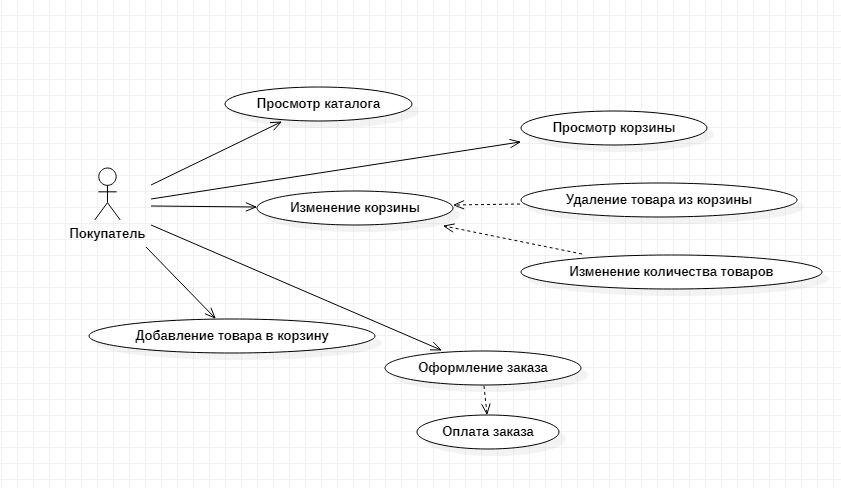 Просмотр каталога
Просмотр корзины
Удаление товара из корзины
Изменение корзины
Покупатель
Изменение количества товаров
Добавление товара в корзину
Оформление заказа
Оплата заказа